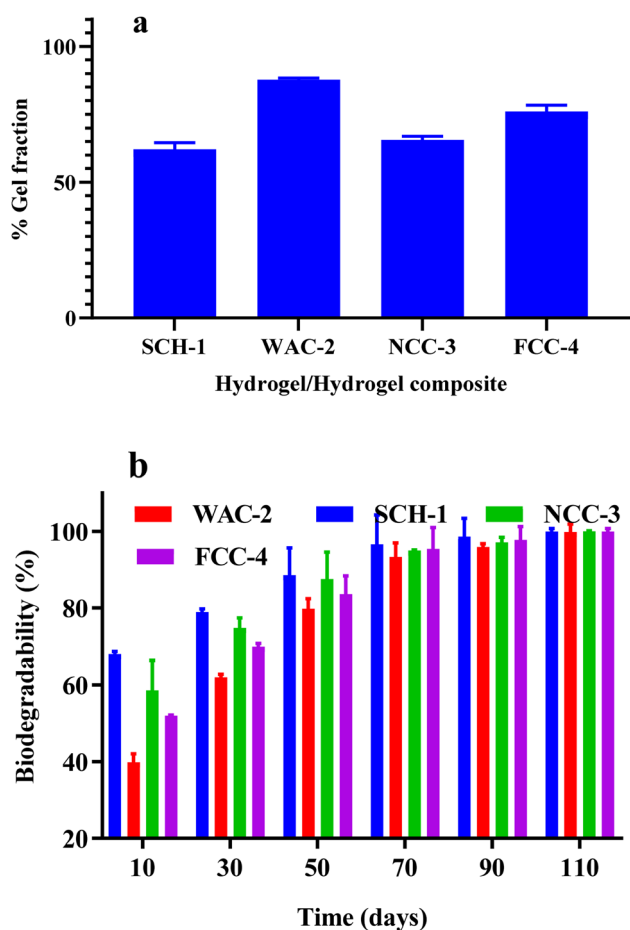 a
% Gel fraction
100
50
0
SCH-1 WAC-2 NCC-3 FCC-4
Hydrogel/Hydrogel composite
b
WAC-2 SCH-1 NCC-3
FCC-4
Biodegradability (%)
100
80
60
40
20
10 30 50 70 90 110
Time (days)